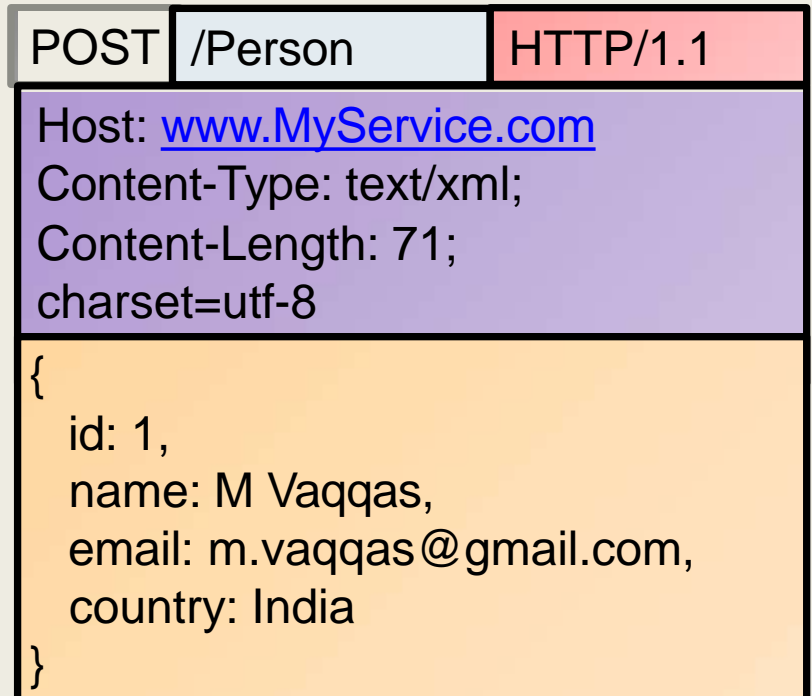 POST /Person HTTP/1.1
Host: www.MyService.com
Content-Type: text/xml;
Content-Length: 71;
charset=utf-8
{
id: 1,
name: M Vaqqas,
email: m.vaqqas@gmail.com,
country: India
}